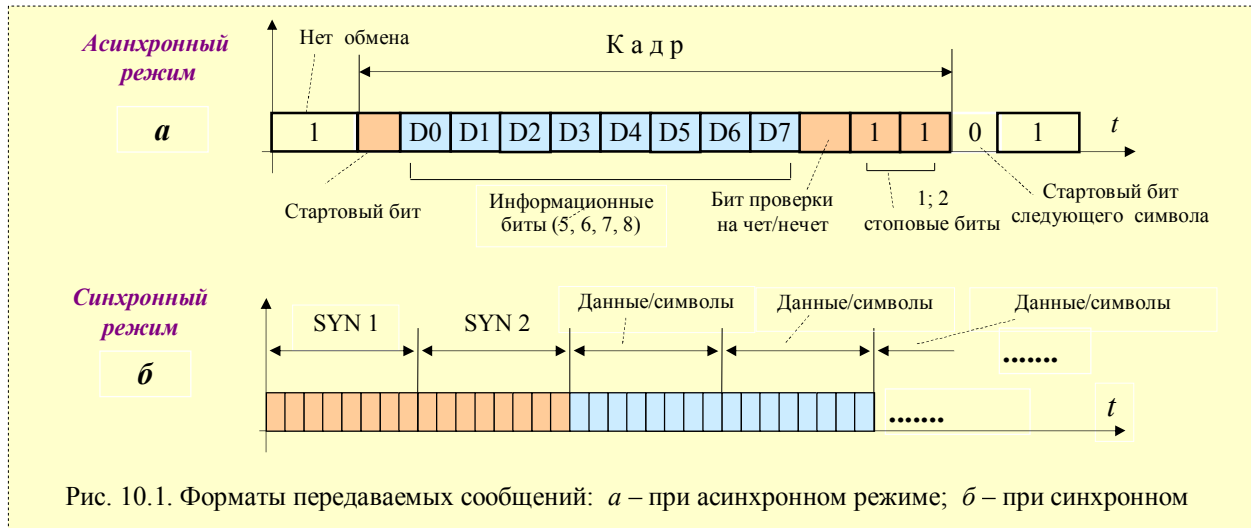 Асинхронный
режим
а
Нет обмена
К а д р
1 D0 D1 D2 D3 D4 D5 D6 D7 1 1 0 1 t
Стартовый бит
Информационные
биты (5, 6, 7, 8)
Бит проверки
на чет/нечет
1; 2
стоповые биты
Стартовый бит
следующего символа
Синхронный
режим
б
SYN 1
SYN 2
Данные/символы
Данные/символы
Данные/символы
.......
.......
t
Рис. 10.1. Форматы передаваемых сообщений: а – при асинхронном режиме; б – при синхронном